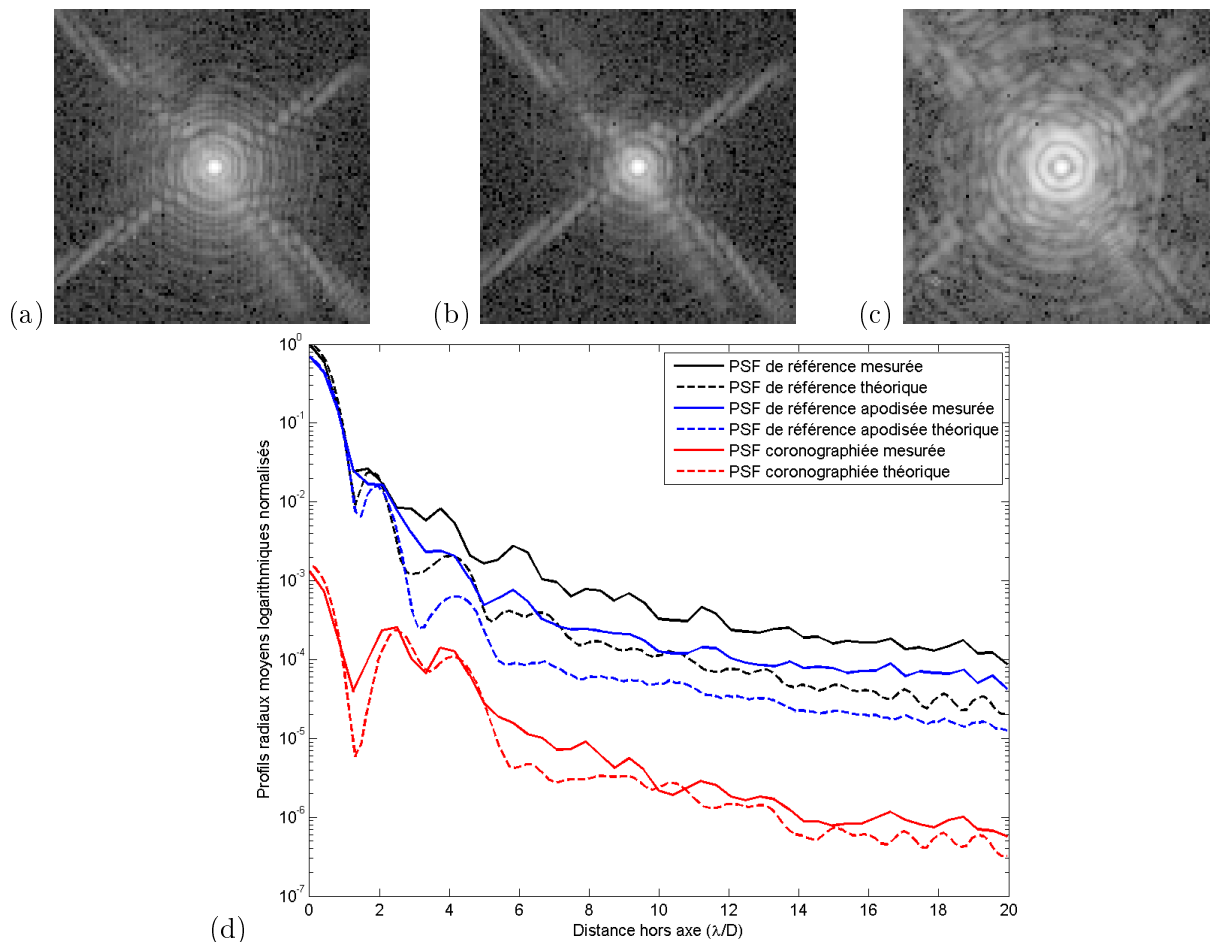 (a)
(b)
(c)
PSF de référence mesurée
PSF de référence théorique
PSF de référence apodisée mesurée
PSF de référence apodisée théorique
PSF coronographiée mesurée
PSF coronographiée théorique
Profils radiaux moyens logarithmiques normalisés
10^0
10^-1
10^-2
10^-3
10^-4
10^-5
10^-6
10^-7
0 2 4 6 8 10 12 14 16 18 20
Distance hors axe (λ/D)
(d)